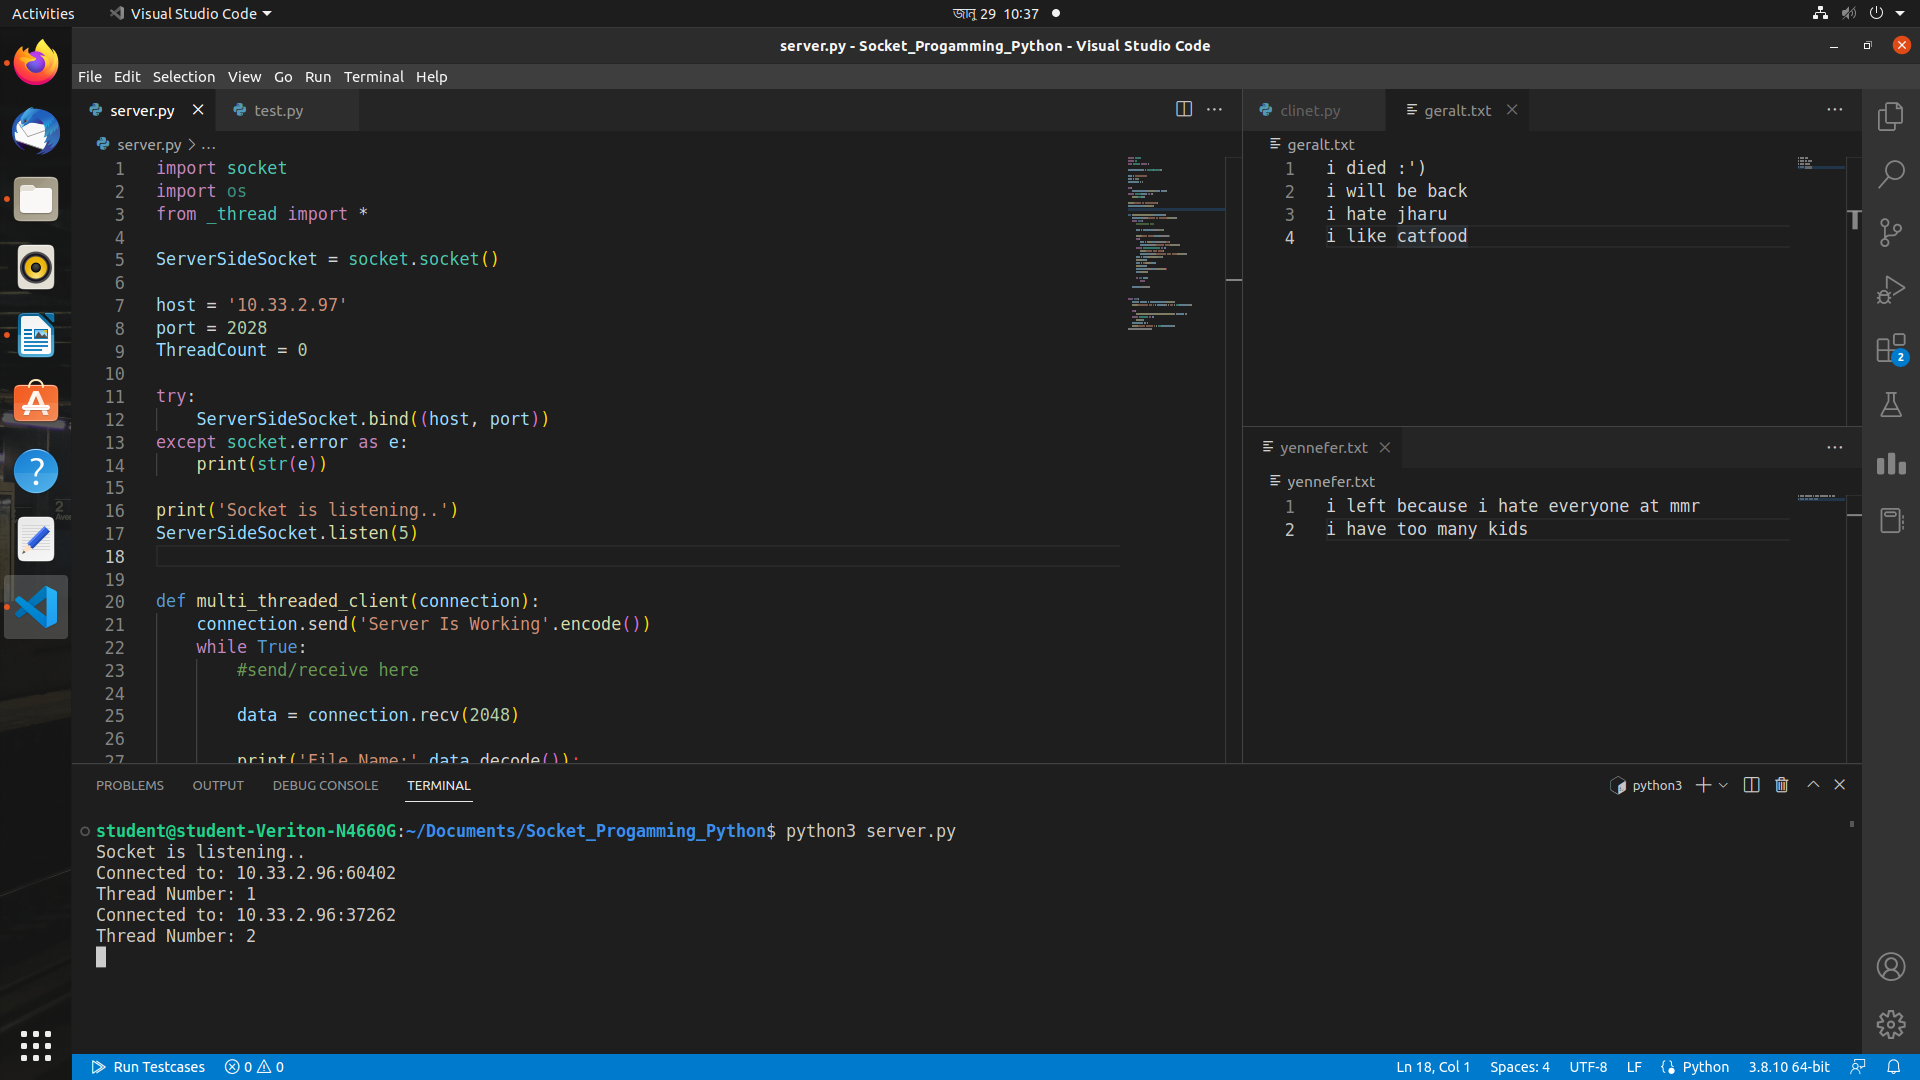 Activities
Visual Studio Code
জানু 29 10:37
server.py - Socket_Progamming_Python - Visual Studio Code
File Edit Selection View Go Run Terminal Help
server.py
test.py
server.py > ...
1 import socket
2 import os
3 from _thread import *
4
5 ServerSideSocket = socket.socket()
6
7 host = '10.33.2.97'
8 port = 2028
9 ThreadCount = 0
10
11 try:
12 ServerSideSocket.bind((host, port))
13 except socket.error as e:
14 print(str(e))
15
16 print('Socket is listening..')
17 ServerSideSocket.listen(5)
18
19
20 def multi_threaded_client(connection):
21 connection.send('Server Is Working'.encode())
22 while True:
23 #send/receive here
24
25 data = connection.recv(2048)
26
27 print('File Name:',data.decode());
clinet.py
geralt.txt
geralt.txt
1 i died :')
2 i will be back
3 i hate jharu
4 i like catfood
yennefer.txt
yennefer.txt
1 i left because i hate everyone at mmr
2 i have too many kids
2
PROBLEMS OUTPUT DEBUG CONSOLE TERMINAL
python3
student@student-Veriton-N4660G:~/Documents/Socket_Progamming_Python$ python3 server.py
Socket is listening..
Connected to: 10.33.2.96:60402
Thread Number: 1
Connected to: 10.33.2.96:37262
Thread Number: 2
Run Testcases
0 0
Ln 18, Col 1
Spaces: 4
UTF-8
LF
Python
3.8.10 64-bit